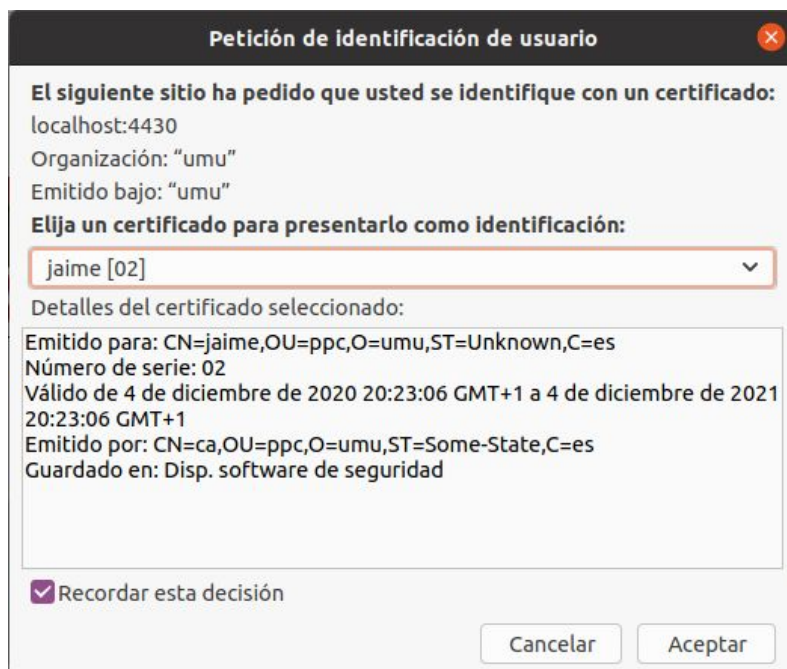 Petición de identificación de usuario
El siguiente sitio ha pedido que usted se identifique con un certificado:
localhost:4430
Organización: “umu”
Emitido bajo: “umu”
Elija un certificado para presentarlo como identificación:
jaime [02]
Detalles del certificado seleccionado:
Emitido para: CN=jaime,OU=ppc,O=umu,ST=Unknown,C=es
Número de serie: 02
Válido de 4 de diciembre de 2020 20:23:06 GMT+1 a 4 de diciembre de 2021
20:23:06 GMT+1
Emitido por: CN=ca,OU=ppc,O=umu,ST=Some-State,C=es
Guardado en: Disp. software de seguridad
Recordar esta decisión
Cancelar
Aceptar